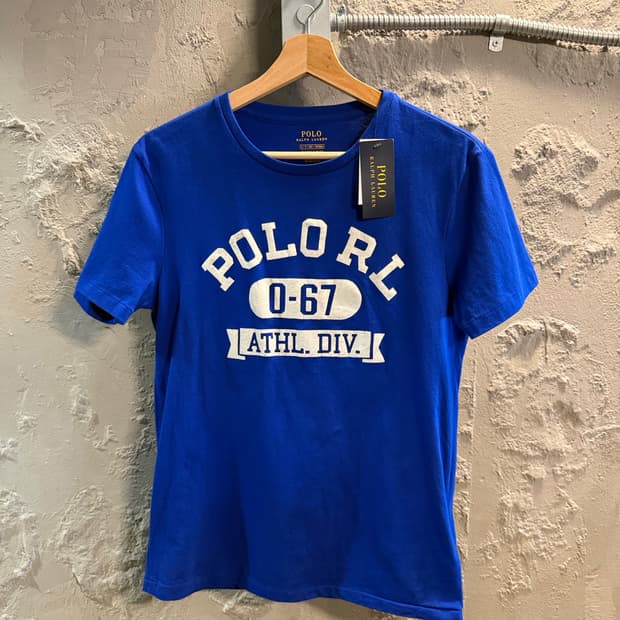 POLO
RALPH LAUREN
POLO
RALPH LAUREN
POLO RL
0-67
ATHL. DIV.